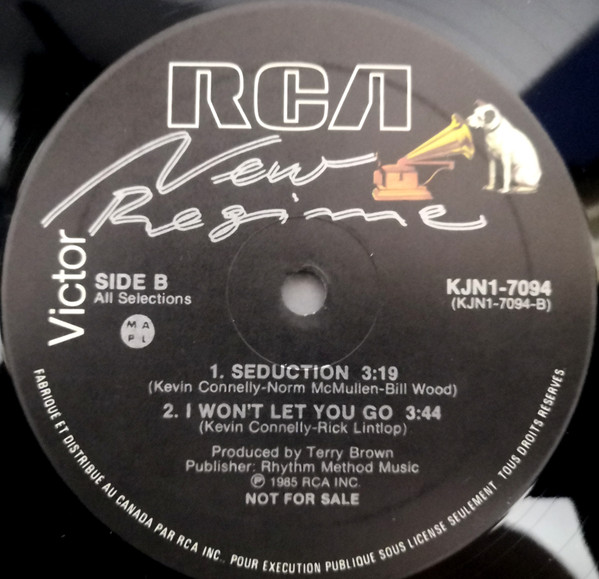 RCA
New
Regime
Victor
SIDE B
All Selections
KJN1-7094
(KJN1-7094-B)
M A
P L
1. SEDUCTION 3:19
(Kevin Connelly-Norm McMullen-Bill Wood)
2. I WON'T LET YOU GO 3:44
(Kevin Connelly-Rick Lintlop)
Produced by Terry Brown
Publisher: Rhythm Method Music
℗ 1985 RCA INC.
NOT FOR SALE
FABRIQUE ET DISTRIBUE AU CANADA PAR RCA INC., POUR EXECUTION PUBLIQUE SOUS LICENSE SEULEMENT. TOUS DROITS RESERVES.